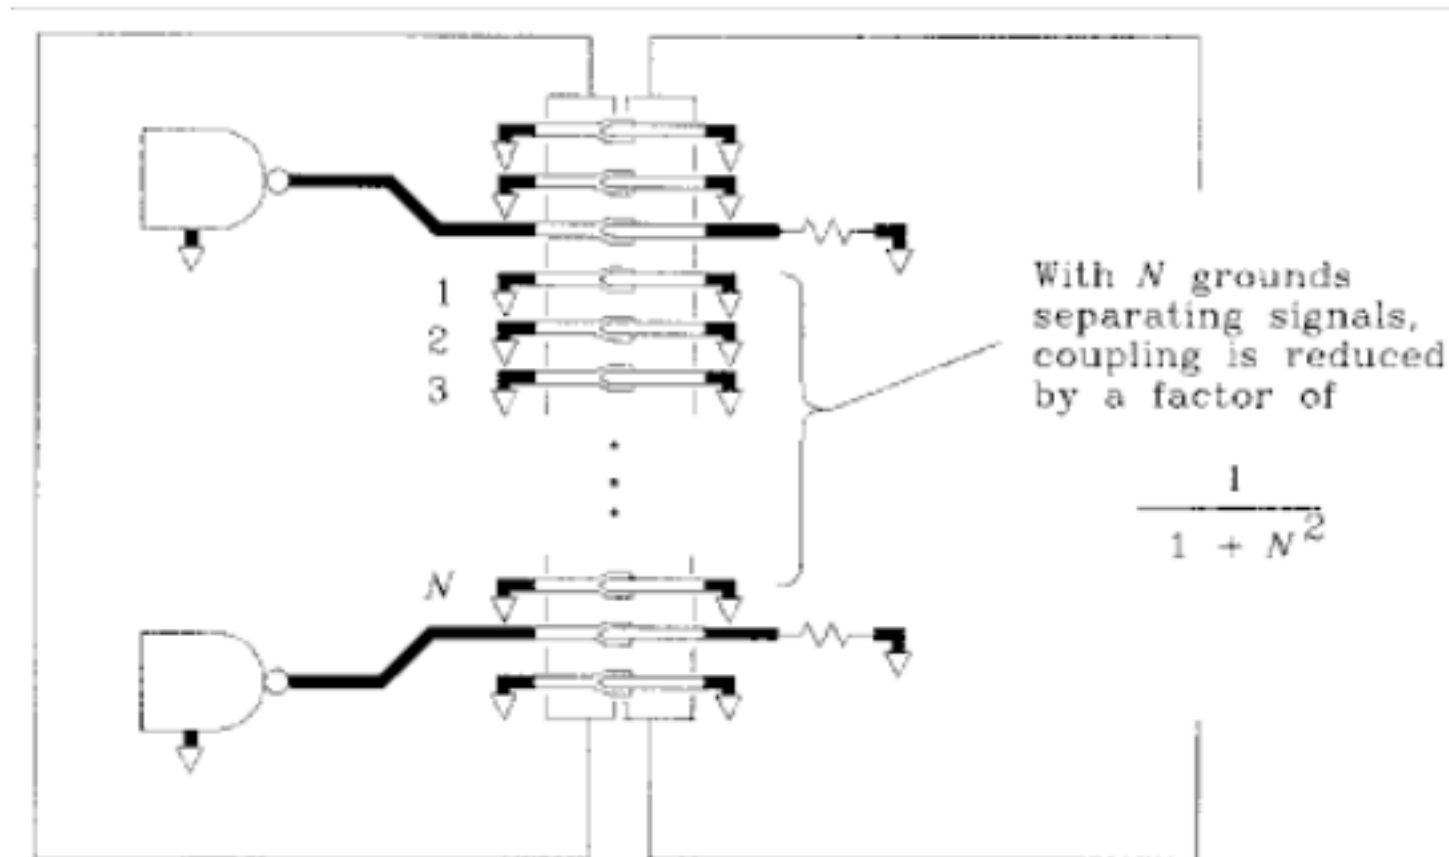 1
2
3
N
With N grounds
separating signals,
coupling is reduced
by a factor of
1
1 + N²